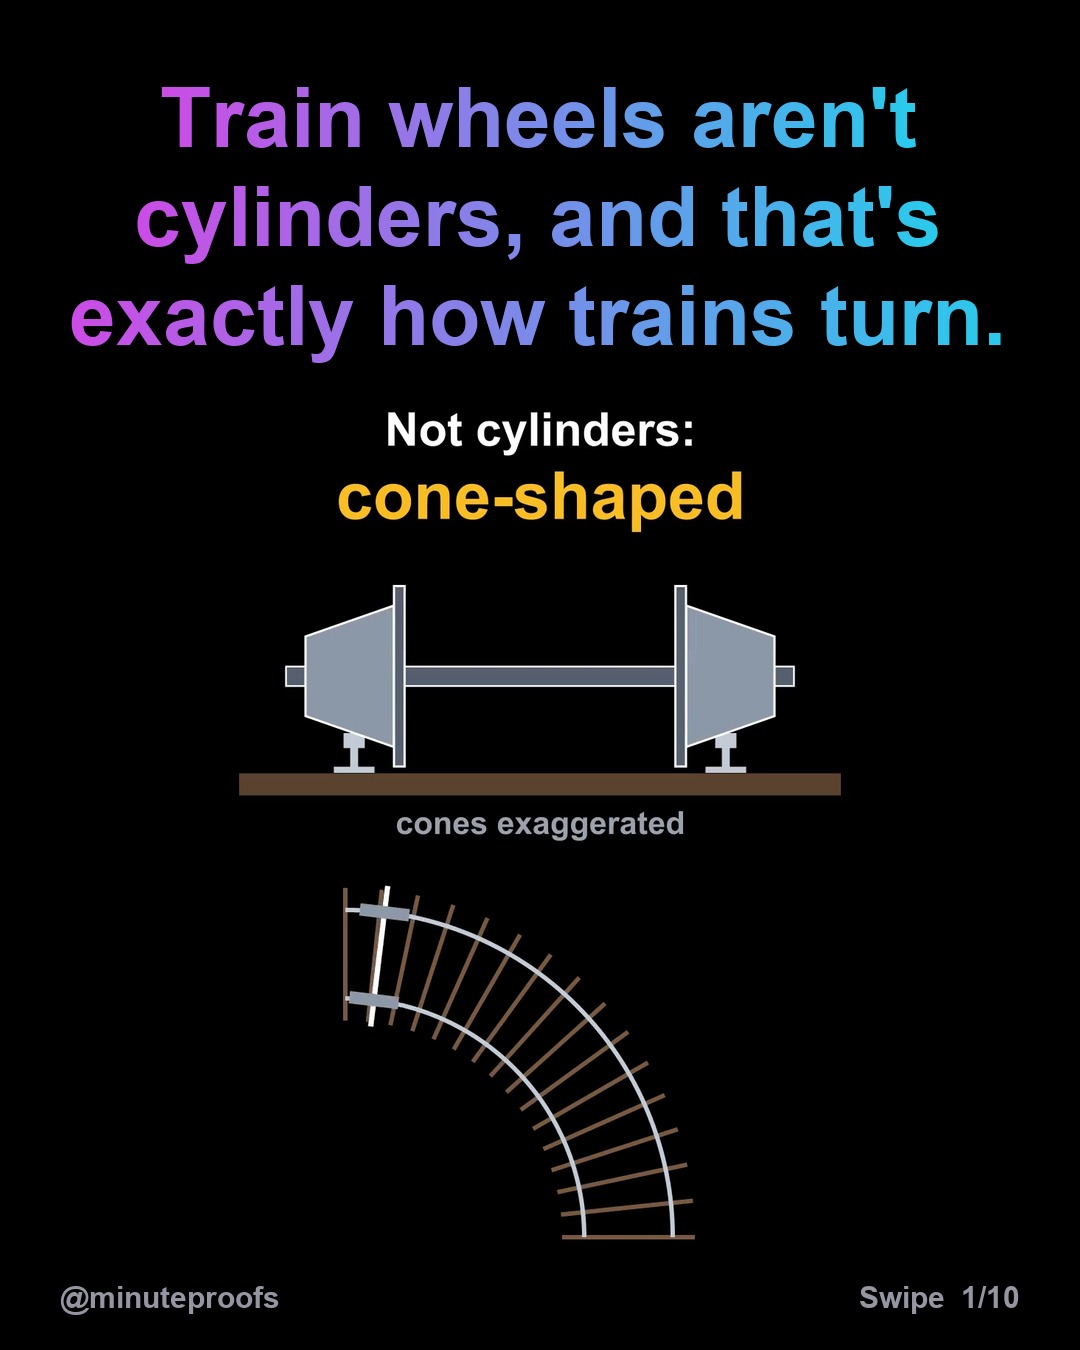 Train wheels aren't
cylinders, and that's
exactly how trains turn.
Not cylinders:
cone-shaped
cones exaggerated
@minuteproofs
Swipe 1/10